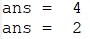 ans =  4
ans =  2